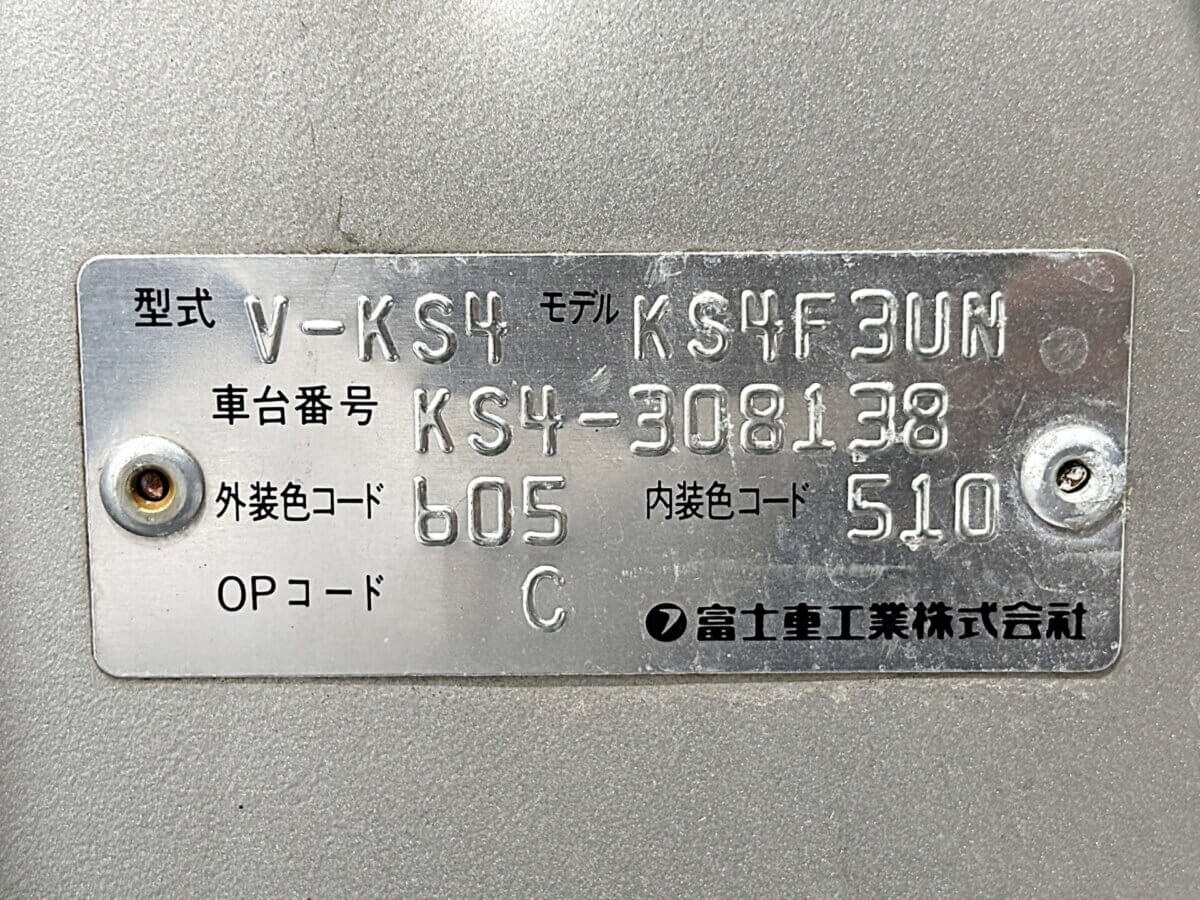 型式 V-KS4 モデル KS4F3UN
車台番号 KS4-308138
外装色コード 605 内装色コード 510
OPコード C
富士重工業株式会社